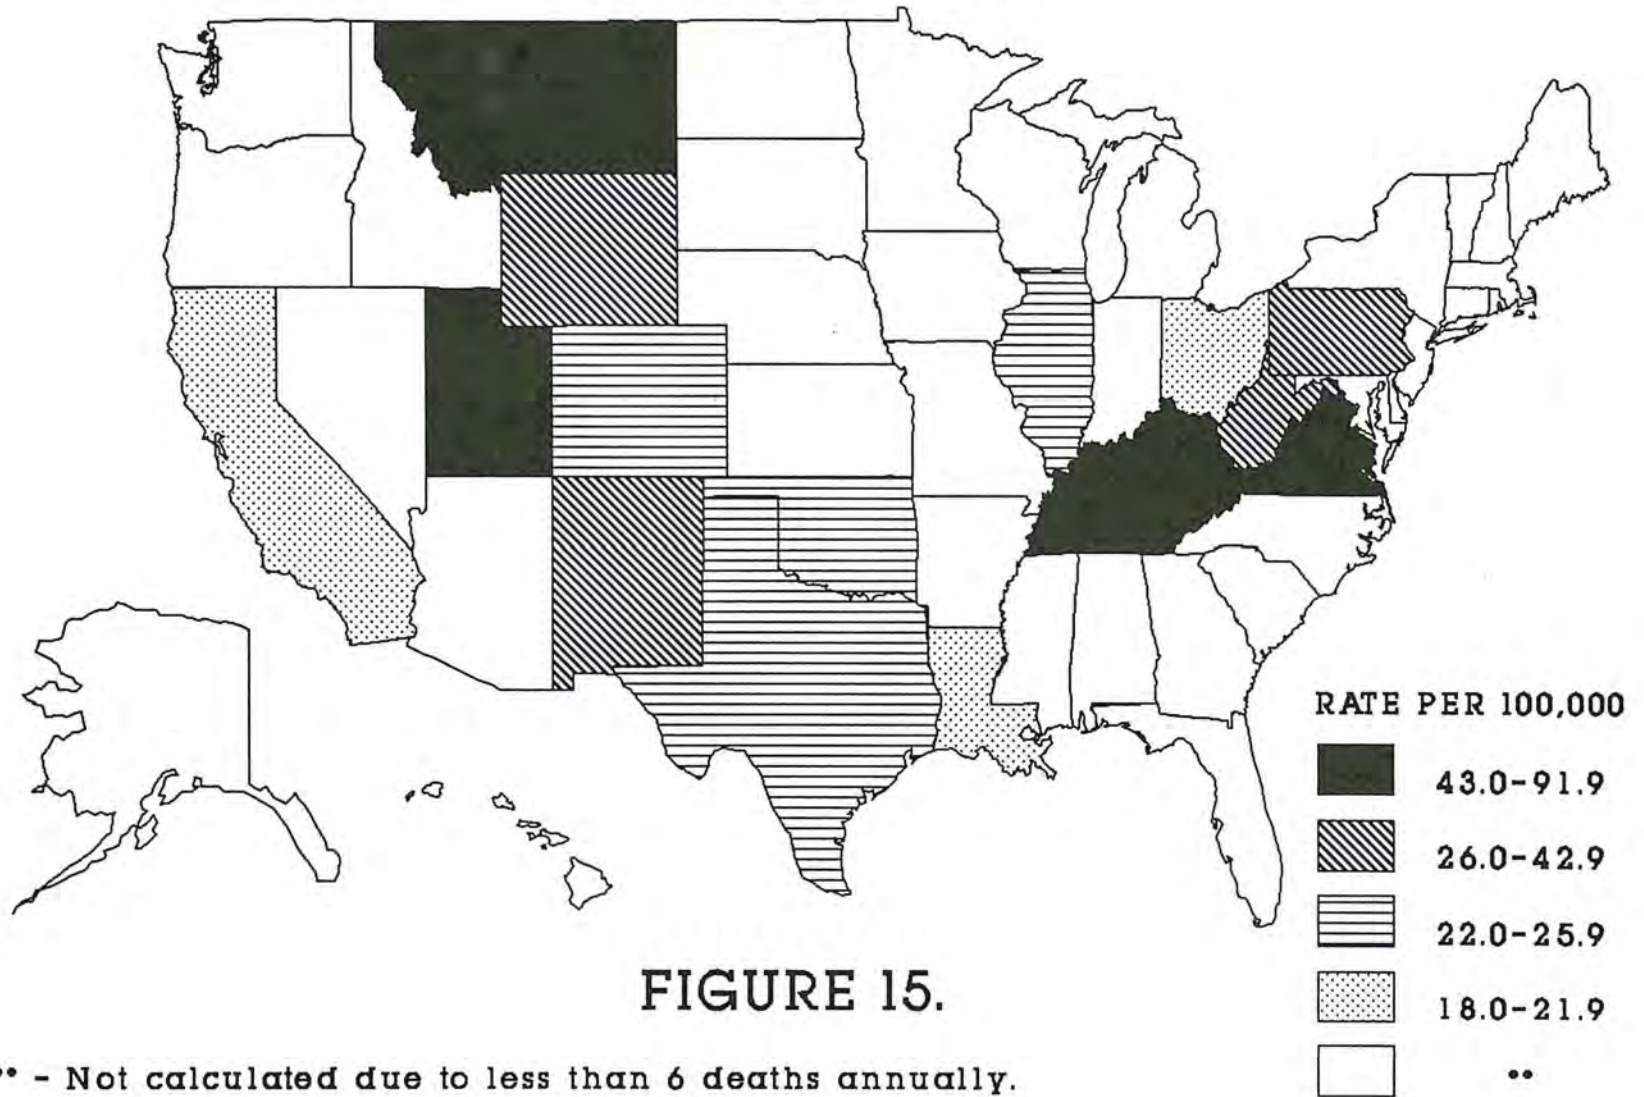 RATE PER 100,000
43.0-91.9
26.0-42.9
22.0-25.9
18.0-21.9
••
FIGURE 15.
•• - Not calculated due to less than 6 deaths annually.